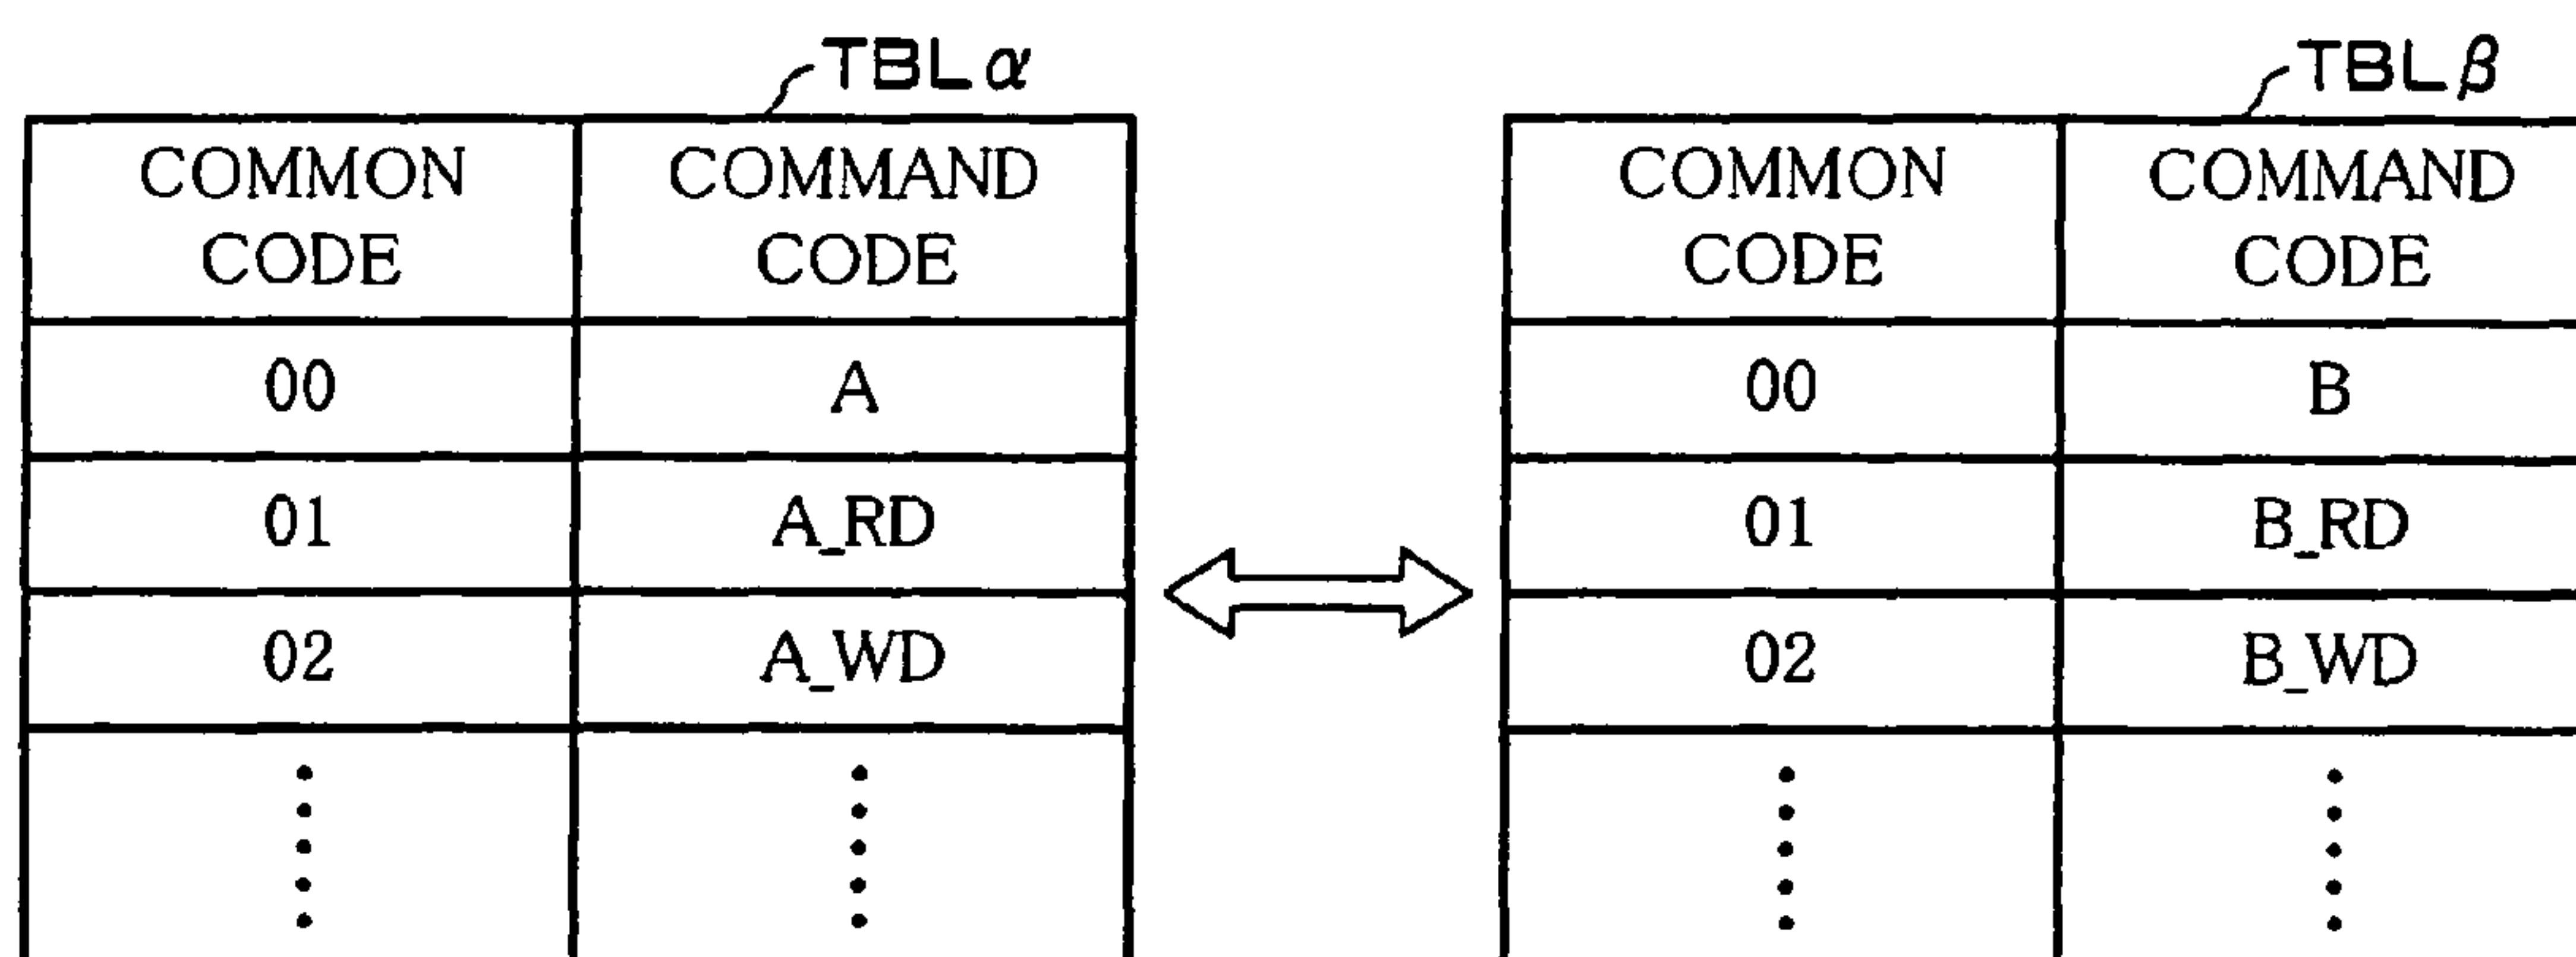 TBLα
COMMON CODE COMMAND CODE
00 A
01 A_RD
02 A_WD
TBLβ
COMMON CODE COMMAND CODE
00 B
01 B_RD
02 B_WD